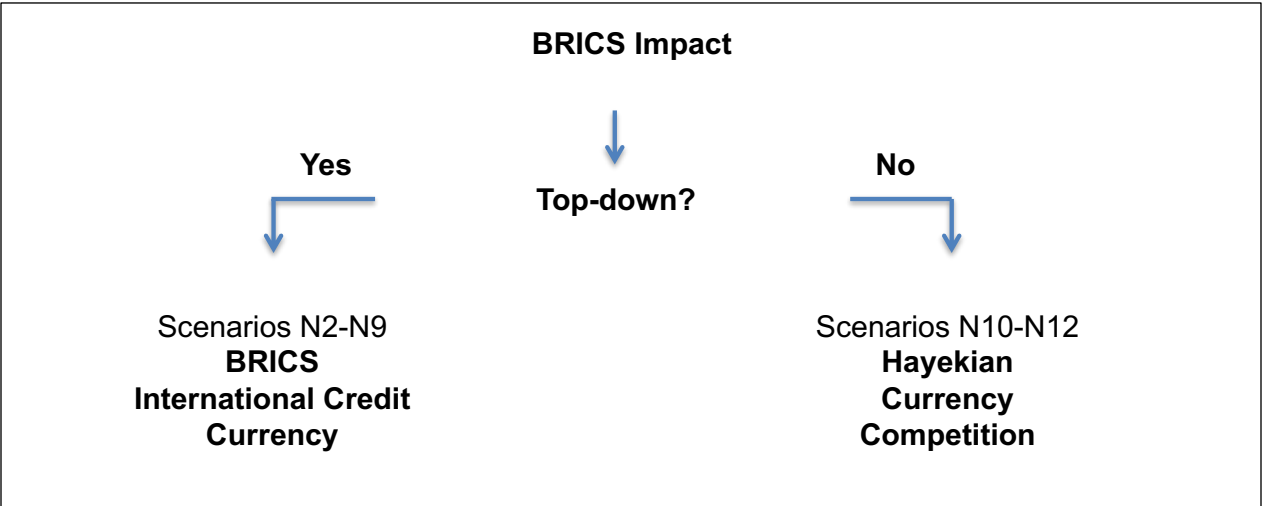 BRICS Impact
Yes
No
Top-down?
Scenarios N2-N9
BRICS
International Credit
Currency
Scenarios N10-N12
Hayekian
Currency
Competition